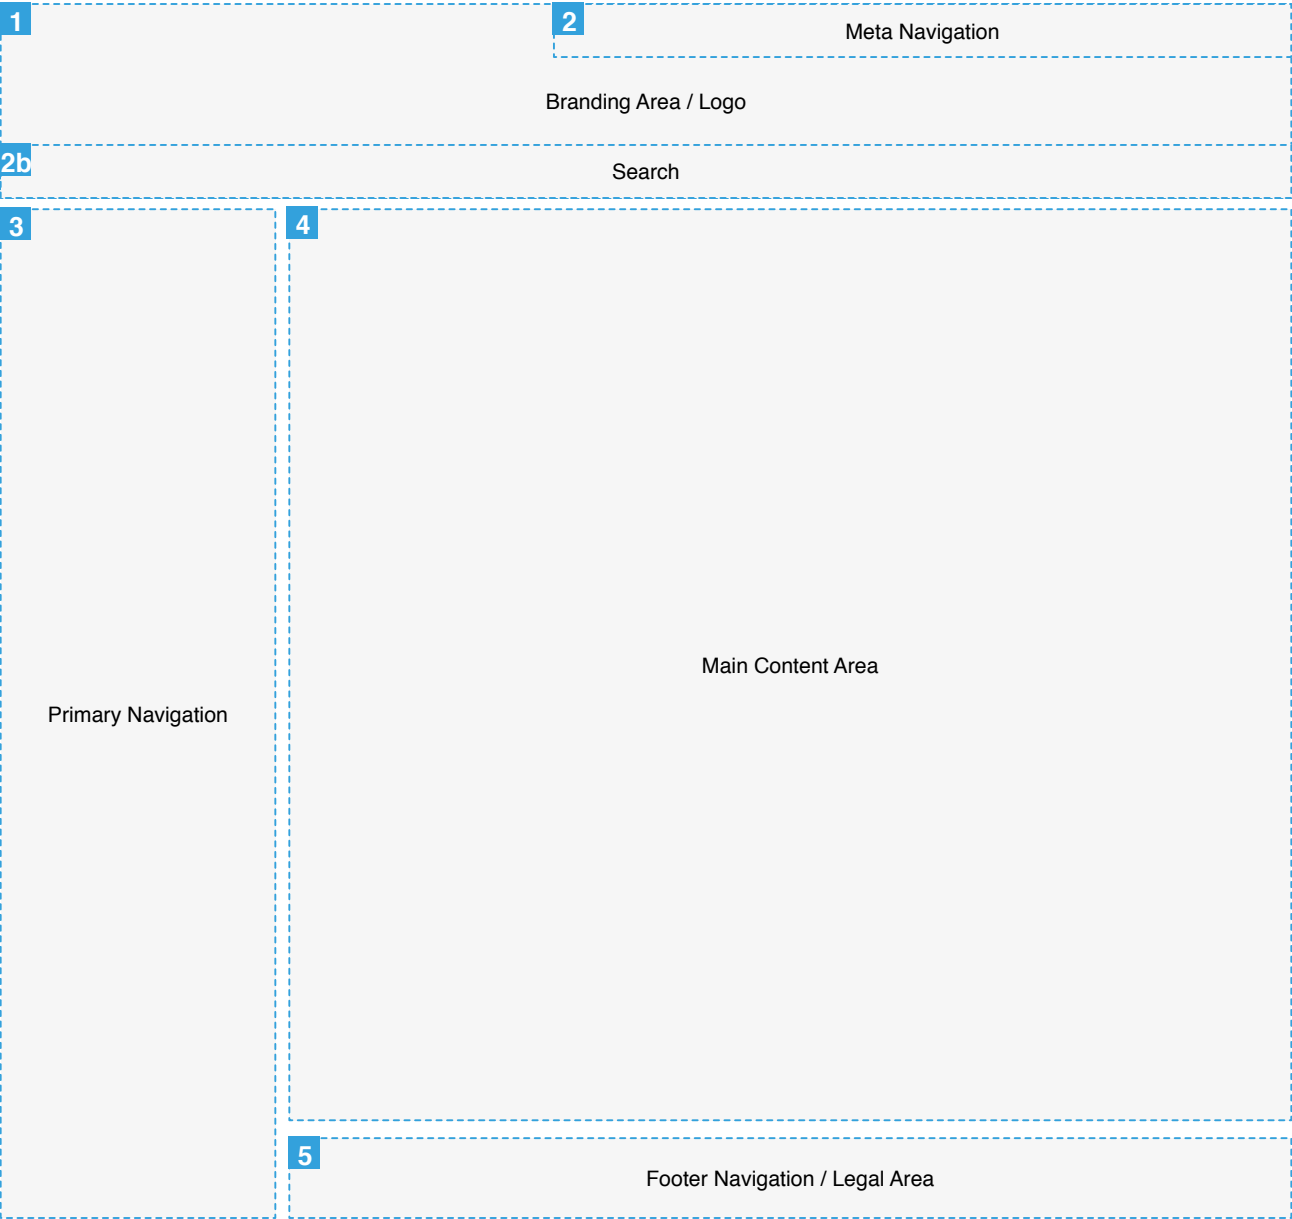 1
2
Meta Navigation
Branding Area / Logo
2b
Search
3
4
Main Content Area
Primary Navigation
5
Footer Navigation / Legal Area